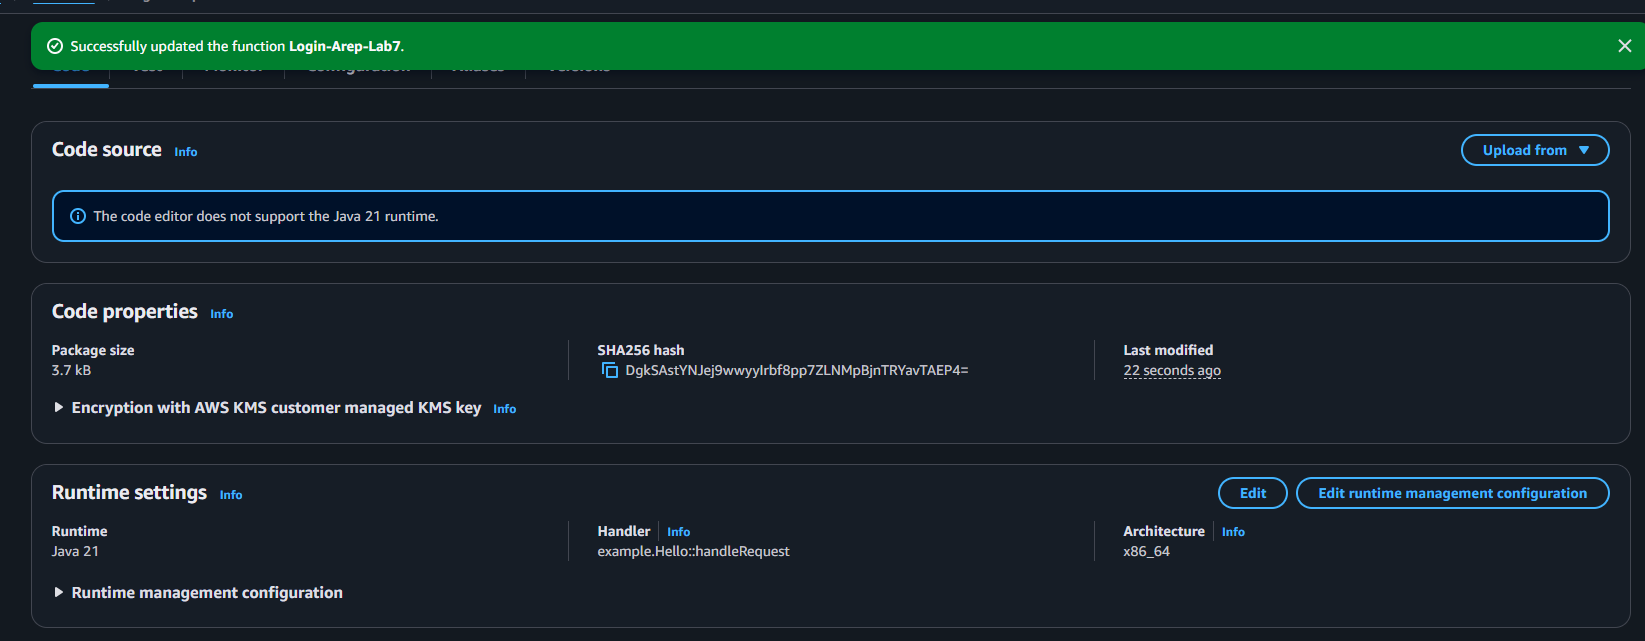 Successfully updated the function Login-Arep-Lab7.
Code source Info
Upload from
The code editor does not support the Java 21 runtime.
Code properties Info
Package size
3.7 kB
SHA256 hash
DgkSAstYNJej9wwyyIrbf8pp7ZLNMpBjnTRYavTAEP4=
Last modified
22 seconds ago
Encryption with AWS KMS customer managed KMS key Info
Runtime settings Info
Edit
Edit runtime management configuration
Runtime
Java 21
Handler Info
example.Hello::handleRequest
Architecture Info
x86_64
Runtime management configuration